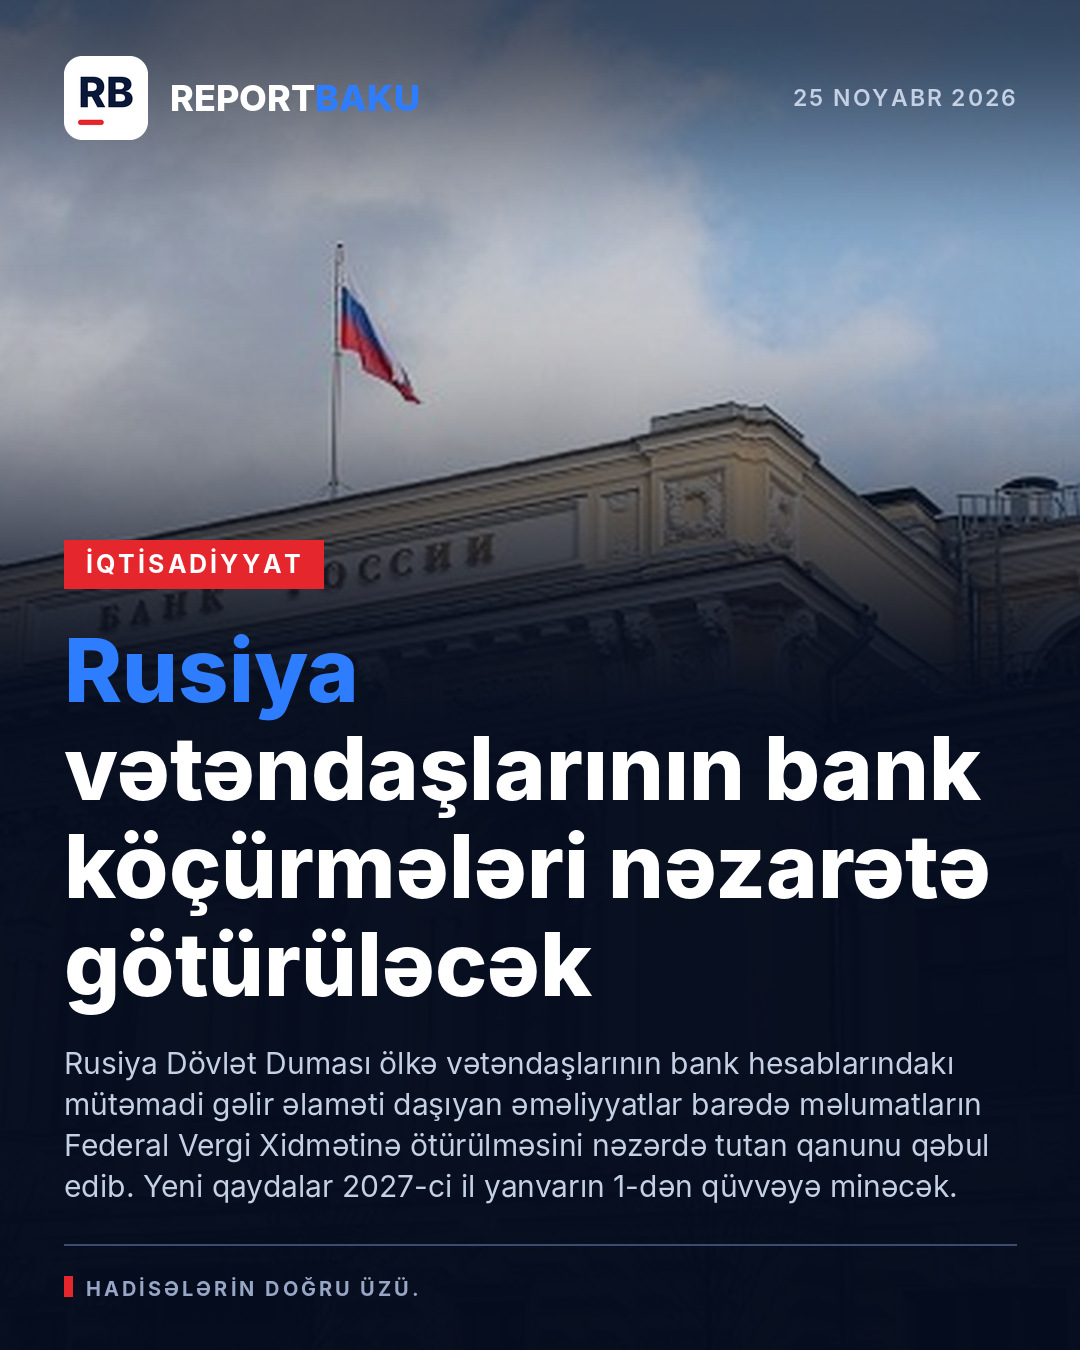 RB
REPORTBAKU
25 NOYABR 2026
İQTİSADİYYAT
БАНК РОССИИ
Rusiya
vətəndaşlarının bank
köçürmələri nəzarətə
götürüləcək
Rusiya Dövlət Duması ölkə vətəndaşlarının bank hesablarındakı
mütəmadi gəlir əlaməti daşıyan əməliyyatlar barədə məlumatların
Federal Vergi Xidmətinə ötürülməsini nəzərdə tutan qanunu qəbul
edib. Yeni qaydalar 2027-ci il yanvarın 1-dən qüvvəyə minəcək.
HADİSƏLƏRİN DOĞRU ÜZÜ.